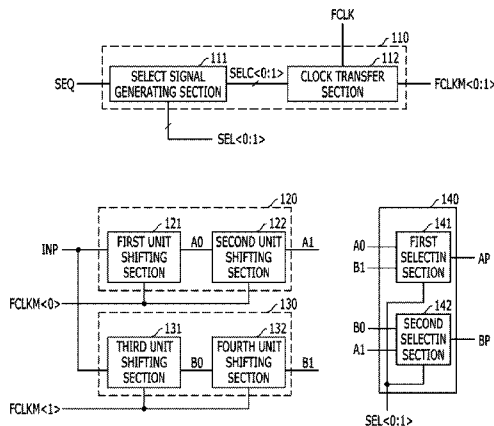 FCLK
110
111
SEQ
SELECT SIGNAL
GENERATING SECTION
SELC<0:1>
112
CLOCK TRANSFER
SECTION
FCLKM<0:1>
SEL<0:1>
120
121
122
INP
FIRST UNIT
SHIFTING
SECTION
A0
SECOND UNIT
SHIFTING
SECTION
A1
FCLKM<0>
130
131
132
THIRD UNIT
SHIFTING
SECTION
B0
FOURTH UNIT
SHIFTING
SECTION
B1
FCLKM<1>
140
141
A0
B1
FIRST
SELECTIN
SECTION
AP
142
B0
A1
SECOND
SELECTIN
SECTION
BP
SEL<0:1>